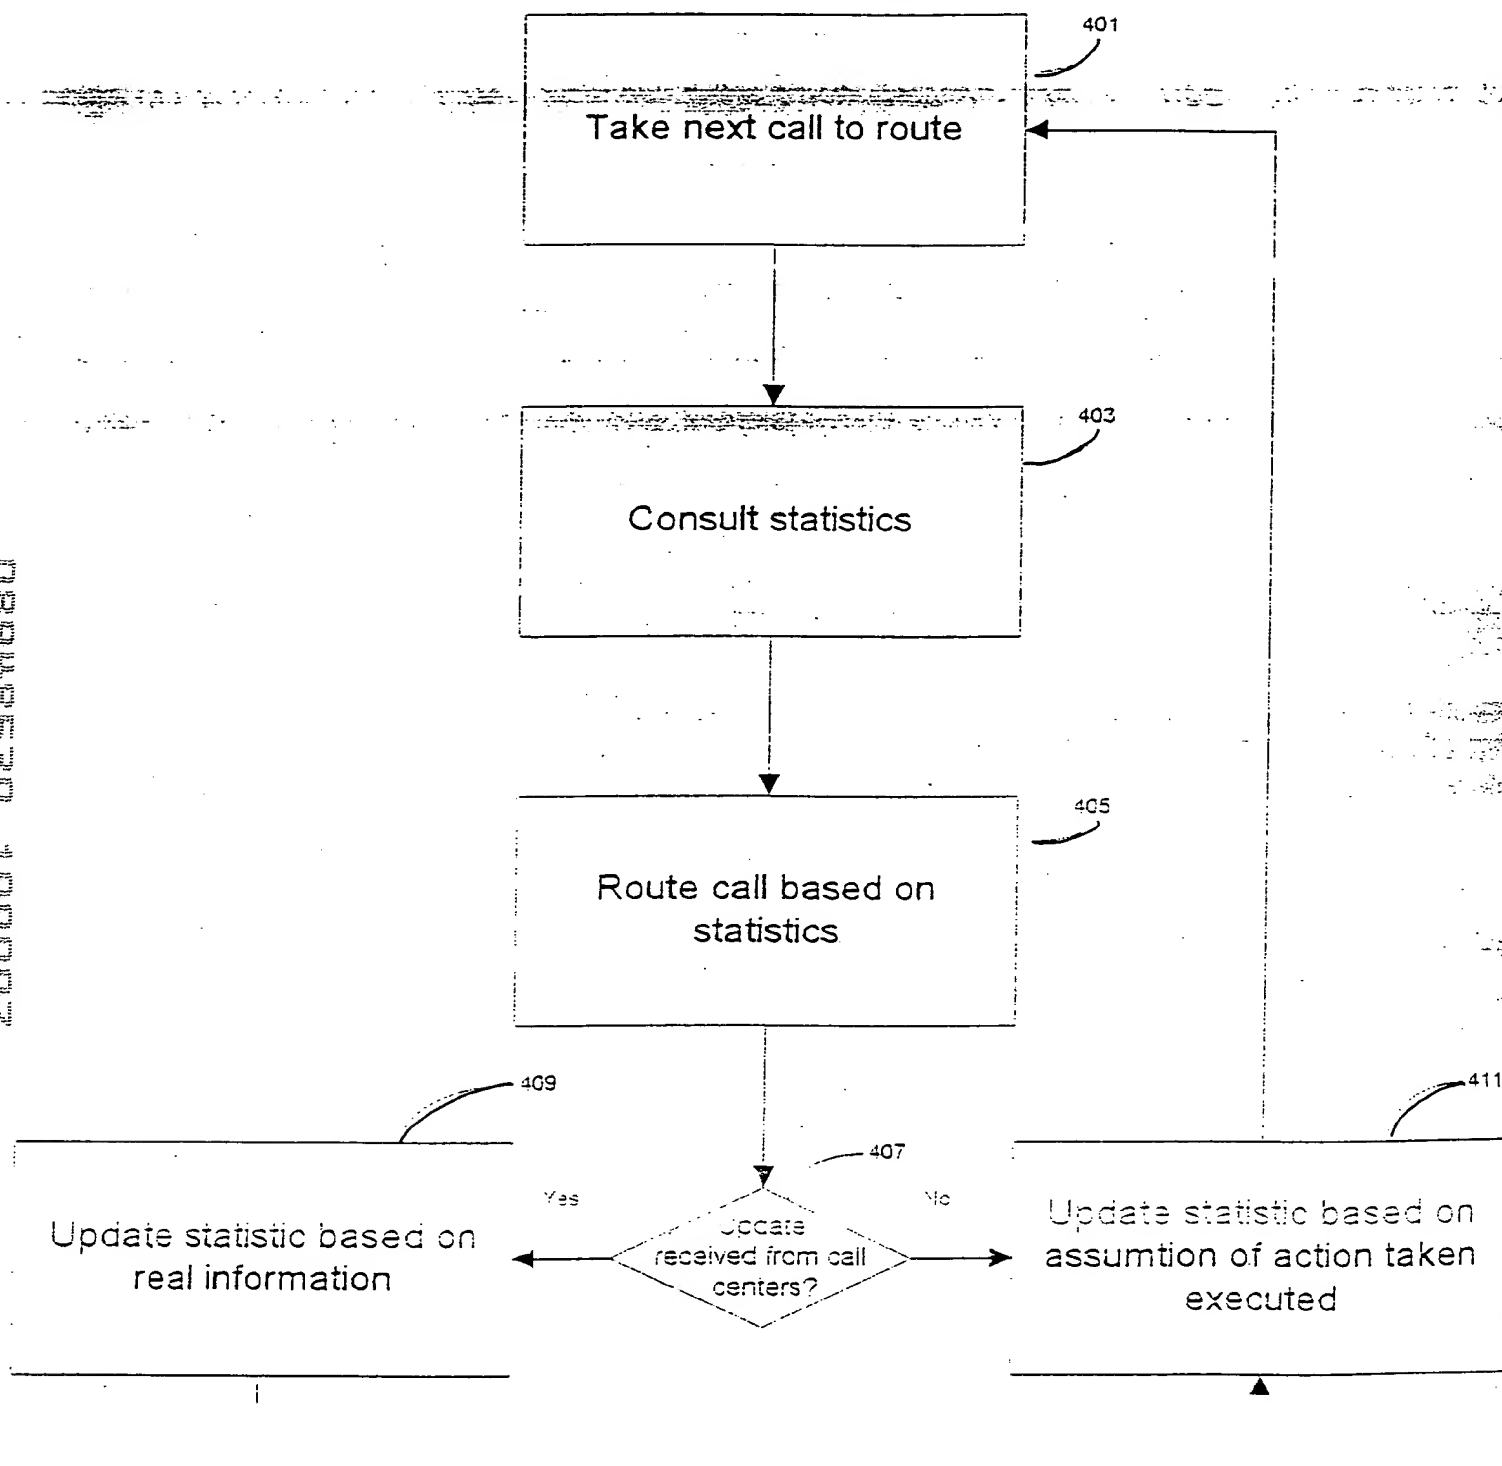 401
Take next call to route
403
Consult statistics
405
Route call based on
statistics
409
411
407
Yes
No
Update statistic based on
real information
Update
received from call
centers?
Update statistic based on
assumtion of action taken
executed